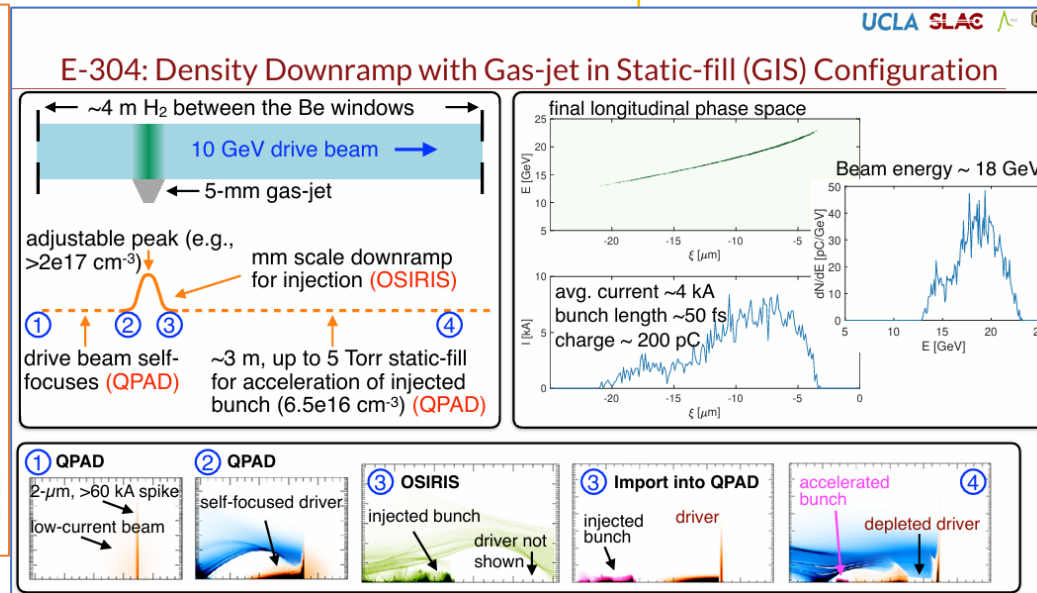 UCLA SLAC
E-304: Density Downramp with Gas-jet in Static-fill (GIS) Configuration
~4 m H₂ between the Be windows
10 GeV drive beam
5-mm gas-jet
adjustable peak (e.g.,
>2e17 cm⁻³)
mm scale downramp
for injection (OSIRIS)
1
2
3
4
drive beam self-
focuses (QPAD)
~3 m, up to 5 Torr static-fill
for acceleration of injected
bunch (6.5e16 cm⁻³) (QPAD)
final longitudinal phase space
25
20
15
10
5
E [GeV]
-20
-15
-10
-5
0
ξ [μm]
avg. current ~4 kA
bunch length ~50 fs
charge ~ 200 pC
10
5
0
I [kA]
-20
-15
-10
-5
0
ξ [μm]
Beam energy ~ 18 GeV
50
40
30
20
10
0
dN/dE [pC/GeV]
5
10
15
20
E [GeV]
1 QPAD
2-μm, >60 kA spike
low-current beam
2 QPAD
self-focused driver
3 OSIRIS
injected bunch
driver not
shown
3 Import into QPAD
injected
bunch
driver
4
accelerated
bunch
depleted driver